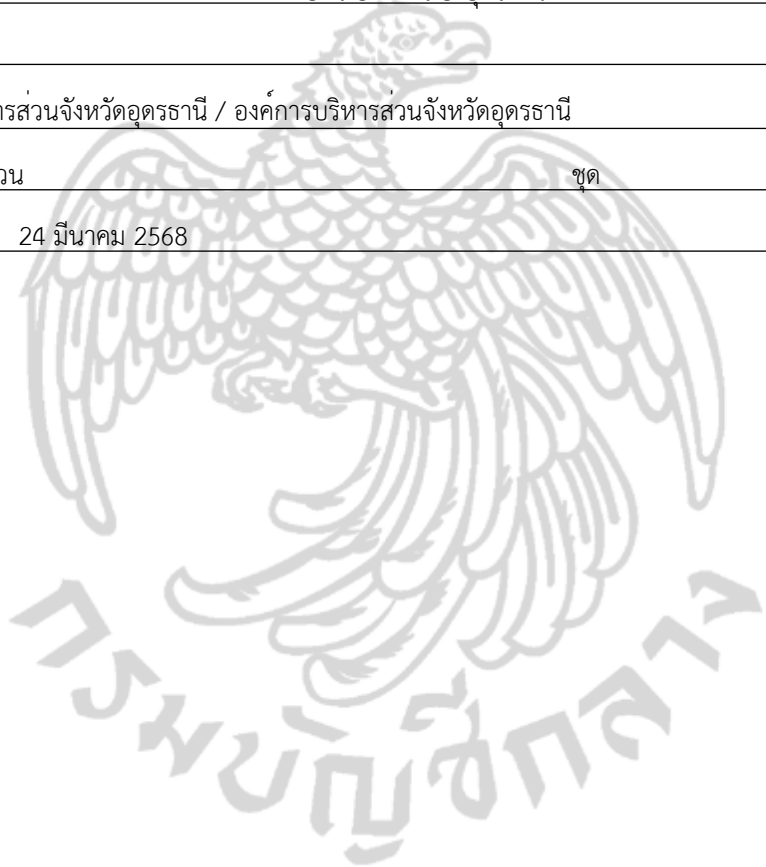 ารส่วนจังหวัดอุดรธานี / องค์การบริหารส่วนจังหวัดอุดรธานี
วน ชุด
24 มีนาคม 2568
กรมบัญชีกลาง